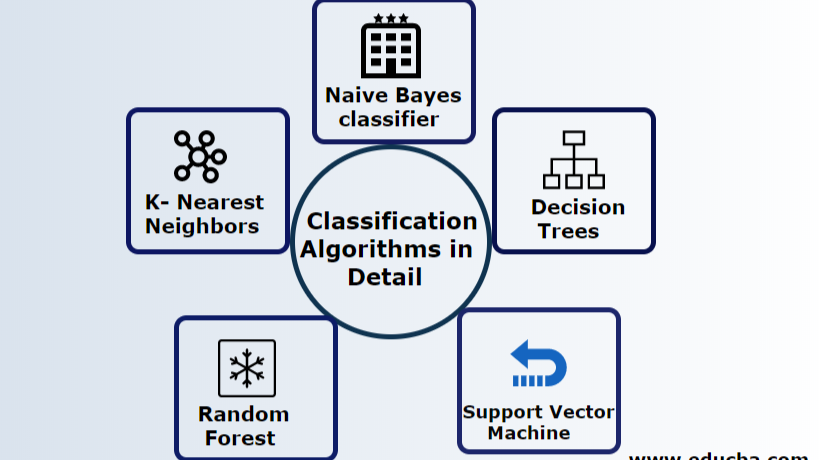 Naive Bayes
classifier
K- Nearest
Neighbors
Decision
Trees
Classification
Algorithms in
Detail
Random
Forest
Support Vector
Machine
www.educba.com